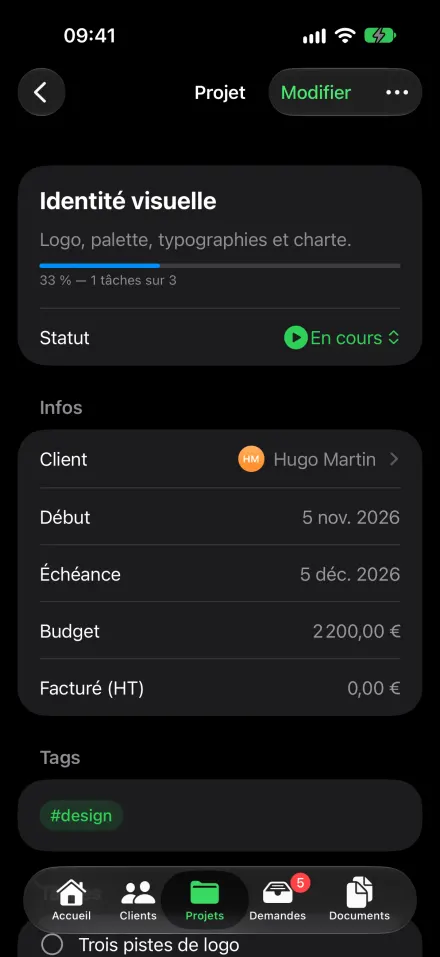 09:41
Projet
Modifier
Identité visuelle
Logo, palette, typographies et charte.
33 % — 1 tâches sur 3
Statut
En cours
Infos
Client
HM
Hugo Martin
Début
5 nov. 2026
Échéance
5 déc. 2026
Budget
2 200,00 €
Facturé (HT)
0,00 €
Tags
#design
5
Accueil
Clients
Projets
Demandes
Documents
Trois pistes de logo